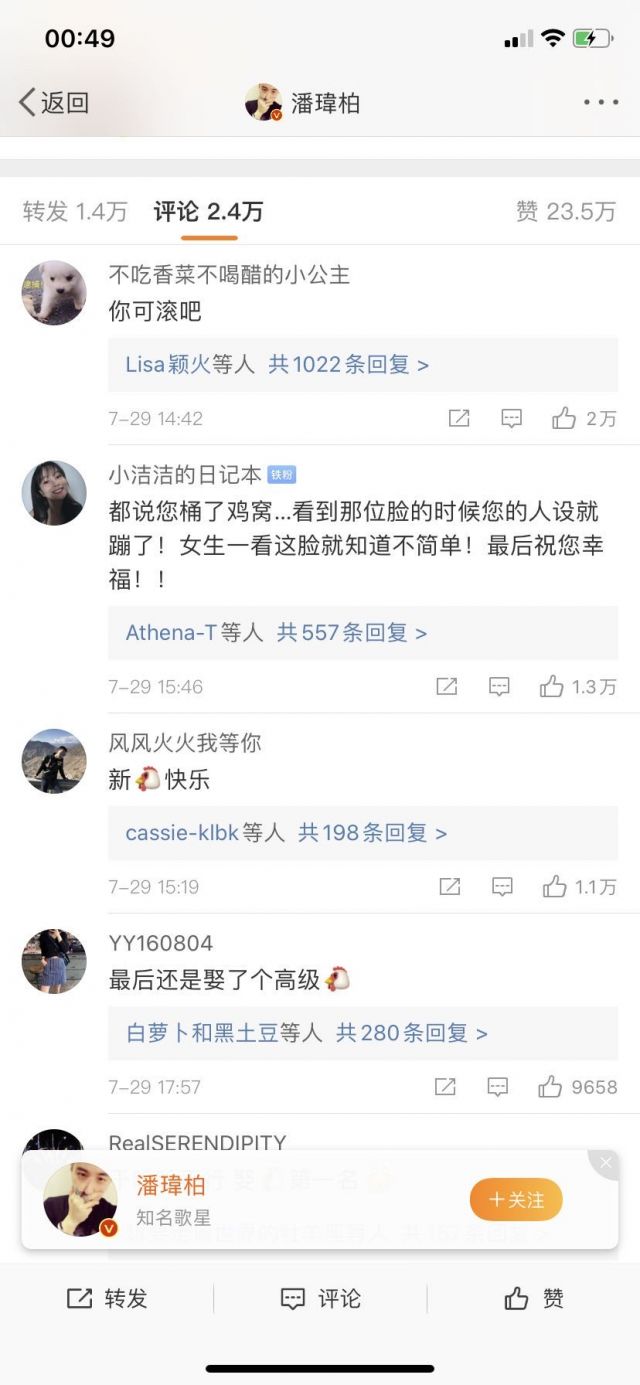 00:49
返回
潘瑋柏
转发 1.4万 评论 2.4万 赞 23.5万
不吃香菜不喝醋的小公主
你可滚吧
Lisa颖火等人 共1022条回复 >
7-29 14:42 2万
小洁洁的日记本 铁粉
都说您桶了鸡窝...看到那位脸的时候您的人设就
蹦了！女生一看这脸就知道不简单！最后祝您幸
福！！
Athena-T等人 共557条回复 >
7-29 15:46 1.3万
风风火火我等你
新🐔快乐
cassie-klbk等人 共198条回复 >
7-29 15:19 1.1万
YY160804
最后还是娶了个高级🐔
白萝卜和黑土豆等人 共280条回复 >
7-29 17:57 9658
RealSERENDIPITY
潘瑋柏
知名歌星
+关注
转发 评论 赞